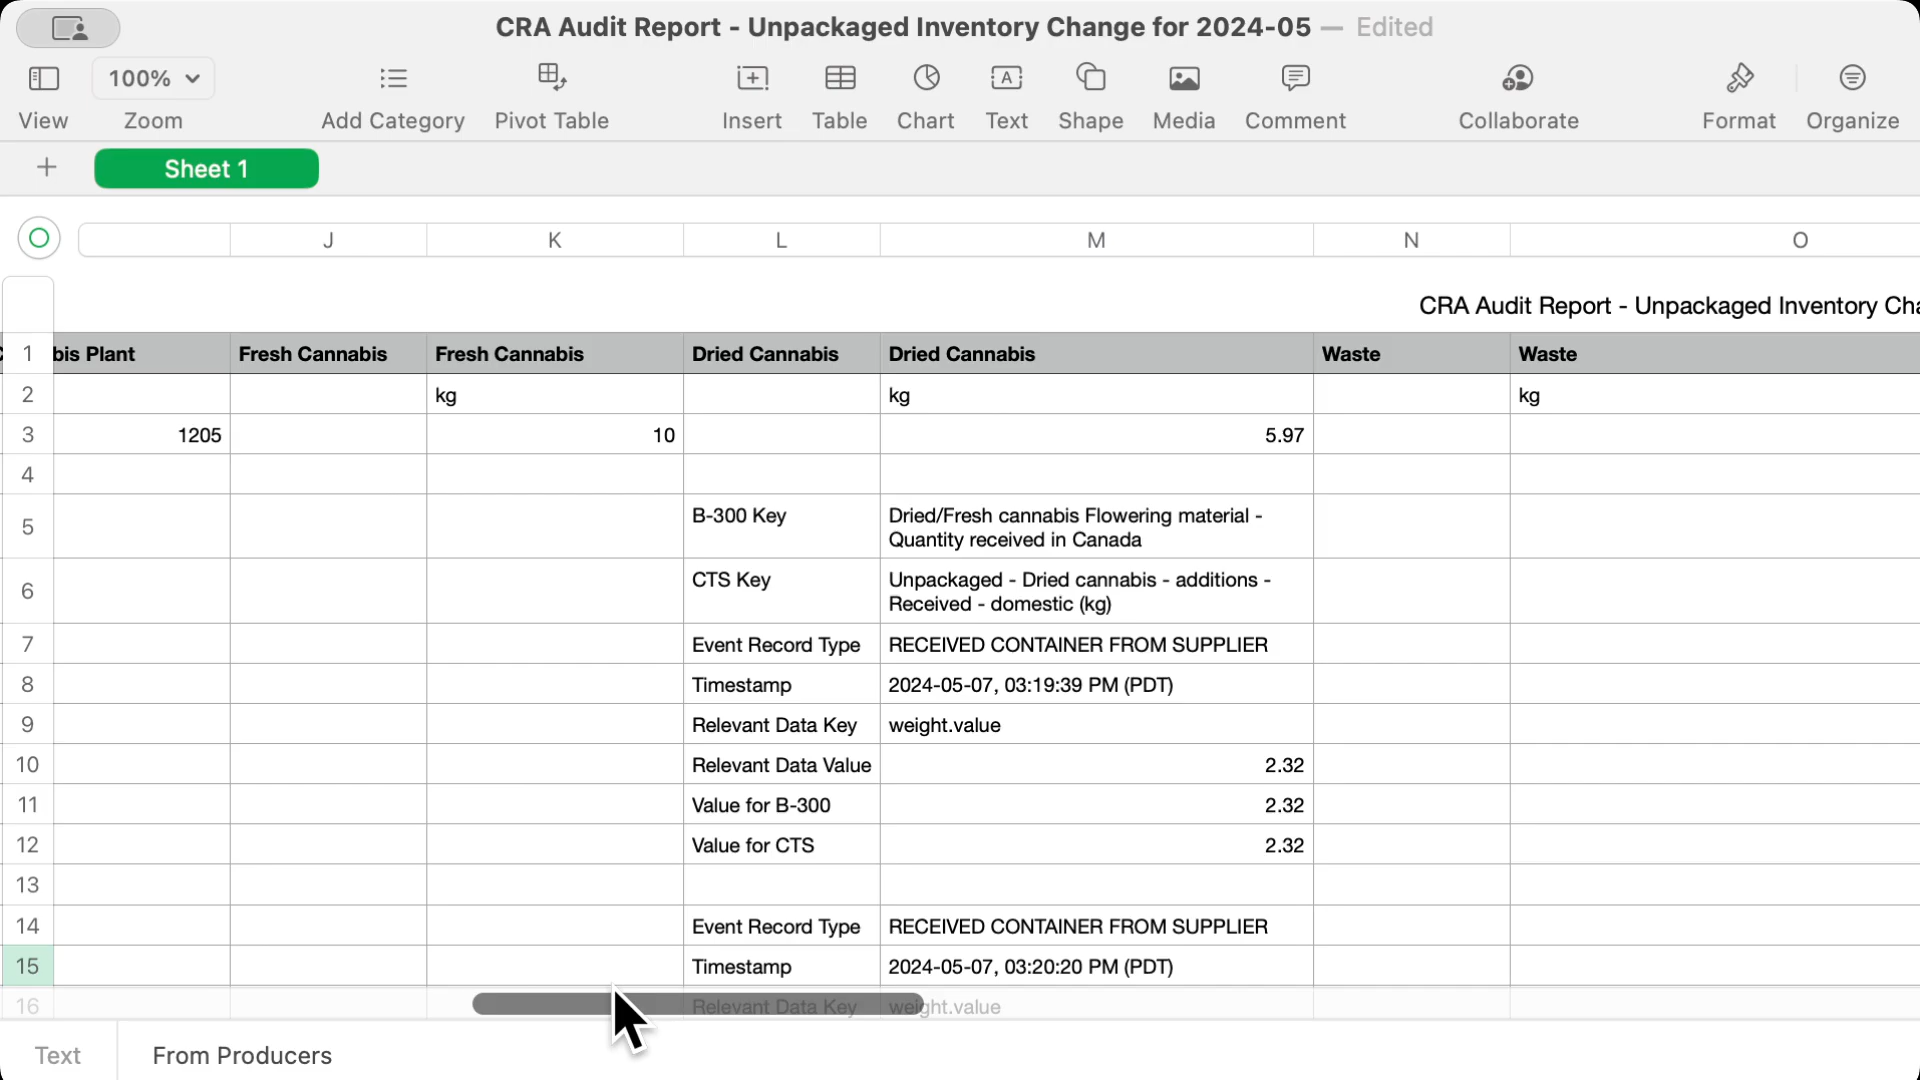 CRA Audit Report - Unpackaged Inventory Change for 2024-05 — Edited
100%
View Zoom Add Category Pivot Table Insert Table Chart Text Shape Media Comment Collaborate Format Organize
+ Sheet 1
J K L M N O
CRA Audit Report - Unpackaged Inventory Cha
1 bis Plant Fresh Cannabis Fresh Cannabis Dried Cannabis Dried Cannabis Waste Waste
2 kg kg kg
3 1205 10 5.97
4
5 B-300 Key Dried/Fresh cannabis Flowering material -
Quantity received in Canada
6 CTS Key Unpackaged - Dried cannabis - additions -
Received - domestic (kg)
7 Event Record Type RECEIVED CONTAINER FROM SUPPLIER
8 Timestamp 2024-05-07, 03:19:39 PM (PDT)
9 Relevant Data Key weight.value
10 Relevant Data Value 2.32
11 Value for B-300 2.32
12 Value for CTS 2.32
13
14 Event Record Type RECEIVED CONTAINER FROM SUPPLIER
15 Timestamp 2024-05-07, 03:20:20 PM (PDT)
16 Relevant Data Key weight.value
Text From Producers